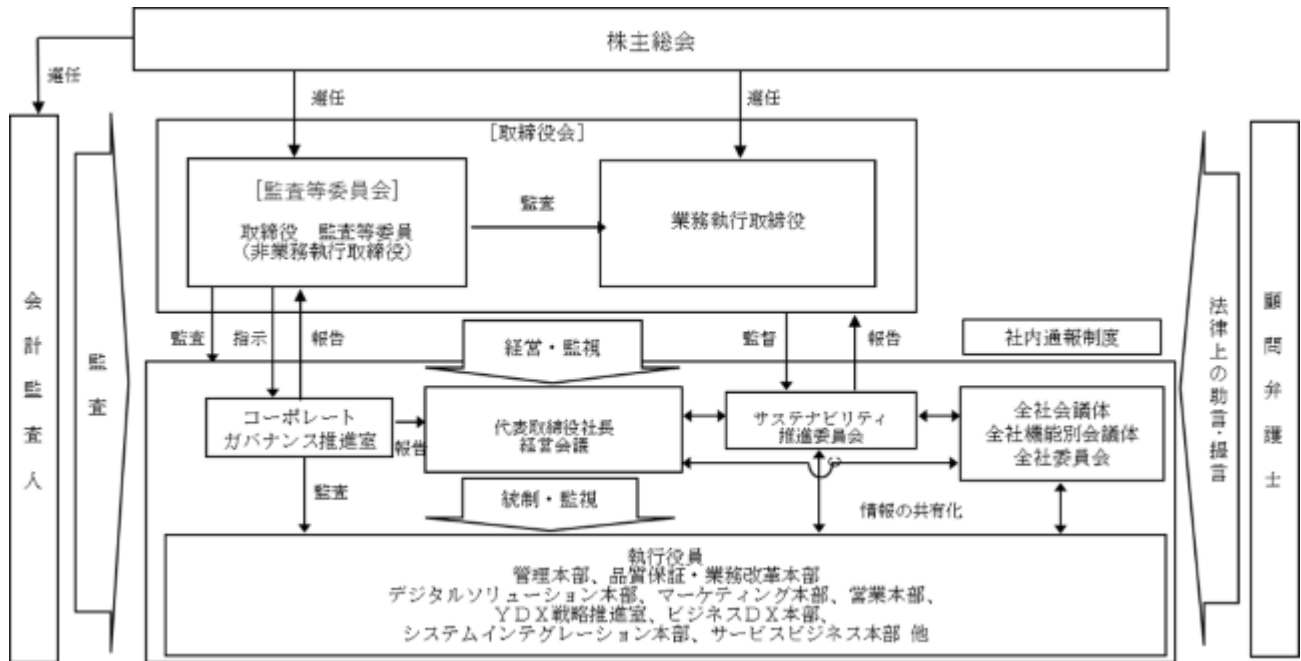 株主総会
選任
選任
選任
[取締役会]
[監査等委員会]
取締役　監査等委員
(非業務執行取締役)
監査
業務執行取締役
会計監査人
監査
法律上の助言・提言
顧問弁護士
監査
指示
報告
経営・監視
監督
報告
社内通報制度
コーポレート
ガバナンス推進室
報告
代表取締役社長
経営会議
サステナビリティ
推進委員会
全社会議体
全社機能別会議体
全社委員会
監査
統制・監視
情報の共有化
執行役員
管理本部、品質保証・業務改革本部
デジタルソリューション本部、マーケティング本部、営業本部、
ＹＤＸ戦略推進室、ビジネスＤＸ本部、
システムインテグレーション本部、サービスビジネス本部 他